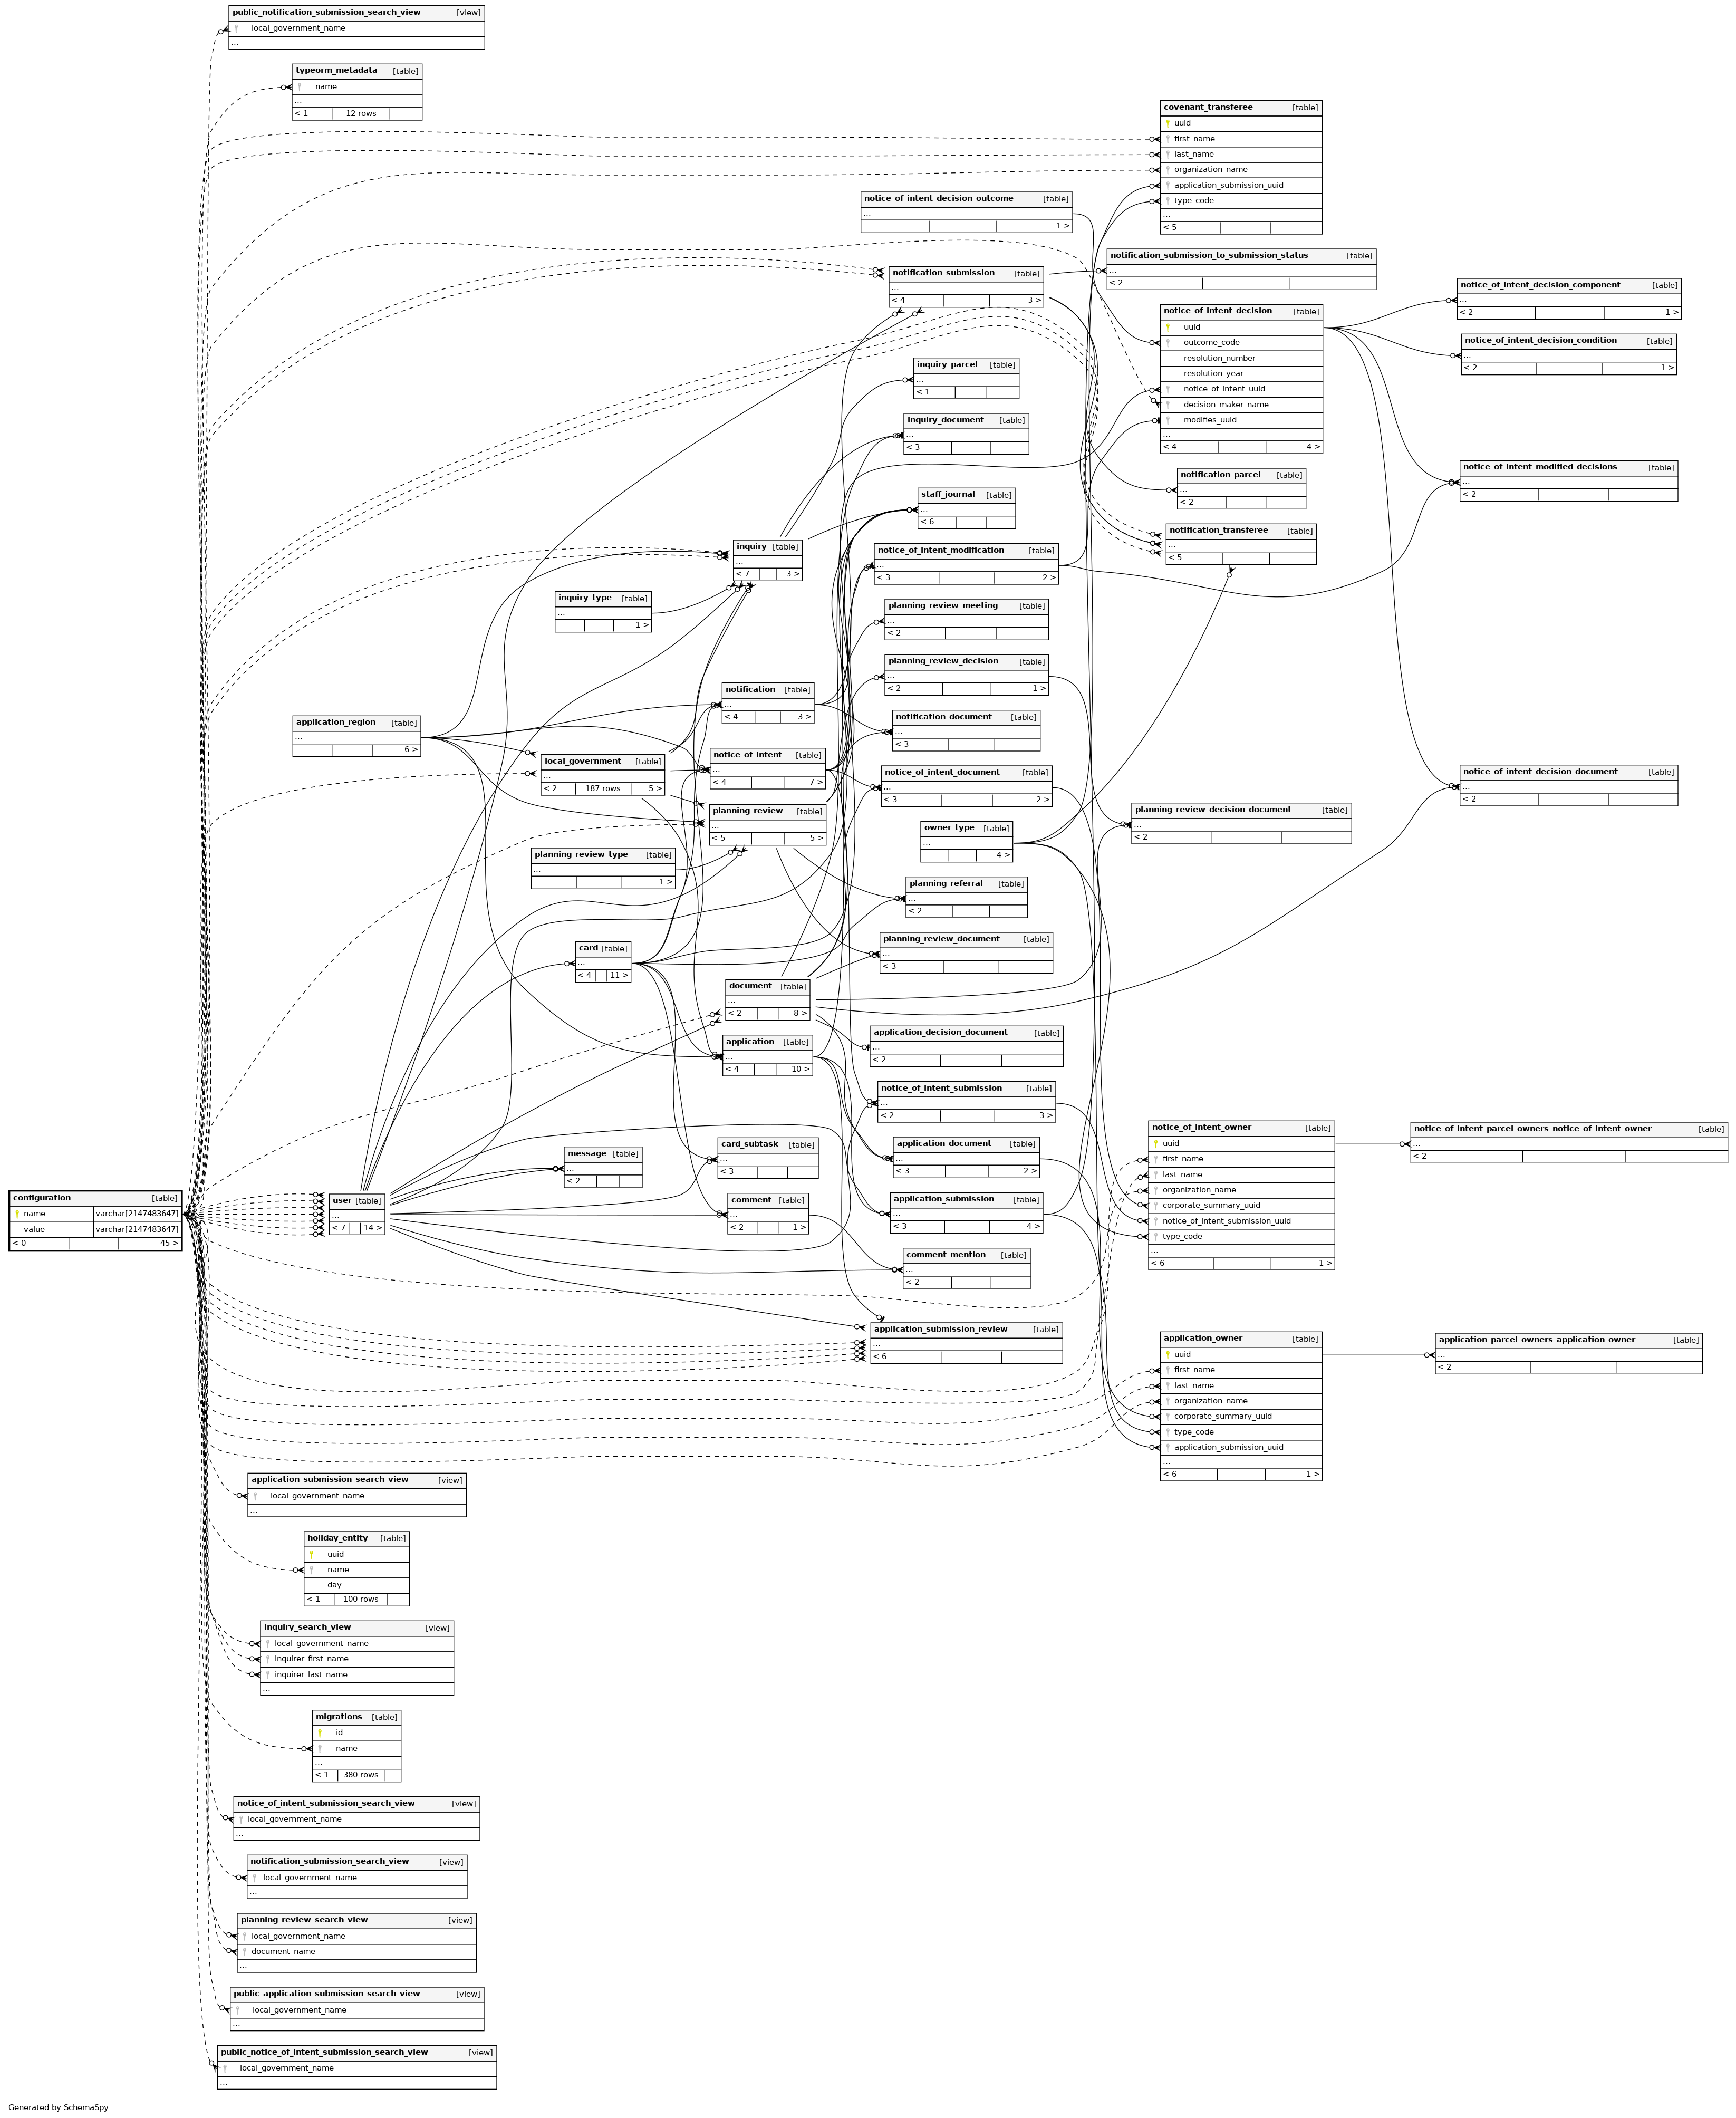 public_notification_submission_search_view [view]
local_government_name
...
typeorm_metadata [table]
name
...
< 1 12 rows
covenant_transferee [table]
uuid
first_name
last_name
organization_name
application_submission_uuid
type_code
...
< 5
notice_of_intent_decision_outcome [table]
...
1 >
notification_submission [table]
...
< 4 3 >
notification_submission_to_submission_status [table]
...
< 2
notice_of_intent_decision [table]
uuid
outcome_code
resolution_number
resolution_year
notice_of_intent_uuid
decision_maker_name
modifies_uuid
...
< 4 4 >
notice_of_intent_decision_component [table]
...
< 2 1 >
notice_of_intent_decision_condition [table]
...
< 2 1 >
inquiry_parcel [table]
...
< 1
inquiry_document [table]
...
< 3
notification_parcel [table]
...
< 2
notice_of_intent_modified_decisions [table]
...
< 2
staff_journal [table]
...
< 6
notification_transferee [table]
...
< 5
inquiry [table]
...
< 7 3 >
notice_of_intent_modification [table]
...
< 3 2 >
inquiry_type [table]
...
1 >
planning_review_meeting [table]
...
< 2
planning_review_decision [table]
...
< 2 1 >
notification [table]
...
< 4 3 >
notification_document [table]
...
< 3
application_region [table]
...
6 >
local_government [table]
...
< 2 187 rows 5 >
notice_of_intent [table]
...
< 4 7 >
notice_of_intent_document [table]
...
< 3 2 >
notice_of_intent_decision_document [table]
...
< 2
planning_review [table]
...
< 5 5 >
planning_review_decision_document [table]
...
< 2
owner_type [table]
...
4 >
planning_review_type [table]
...
1 >
planning_referral [table]
...
< 2
planning_review_document [table]
...
< 3
card [table]
...
< 4 11 >
document [table]
...
< 2 8 >
application_decision_document [table]
...
< 2
application [table]
...
< 4 10 >
notice_of_intent_submission [table]
...
< 2 3 >
application_document [table]
...
< 3 2 >
card_subtask [table]
...
< 3
message [table]
...
< 2
notice_of_intent_owner [table]
uuid
first_name
last_name
organization_name
corporate_summary_uuid
notice_of_intent_submission_uuid
type_code
...
< 6 1 >
notice_of_intent_parcel_owners_notice_of_intent_owner [table]
...
< 2
configuration [table]
name varchar[2147483647]
value varchar[2147483647]
< 0 45 >
user [table]
...
< 7 14 >
comment [table]
...
< 2 1 >
application_submission [table]
...
< 3 4 >
comment_mention [table]
...
< 2
application_submission_review [table]
...
< 6
application_owner [table]
uuid
first_name
last_name
organization_name
corporate_summary_uuid
type_code
application_submission_uuid
...
< 6 1 >
application_parcel_owners_application_owner [table]
...
< 2
application_submission_search_view [view]
local_government_name
...
holiday_entity [table]
uuid
name
day
< 1 100 rows
inquiry_search_view [view]
local_government_name
inquirer_first_name
inquirer_last_name
...
migrations [table]
id
name
...
< 1 380 rows
notice_of_intent_submission_search_view [view]
local_government_name
...
notification_submission_search_view [view]
local_government_name
...
planning_review_search_view [view]
local_government_name
document_name
...
public_application_submission_search_view [view]
local_government_name
...
public_notice_of_intent_submission_search_view [view]
local_government_name
...
Generated by SchemaSpy